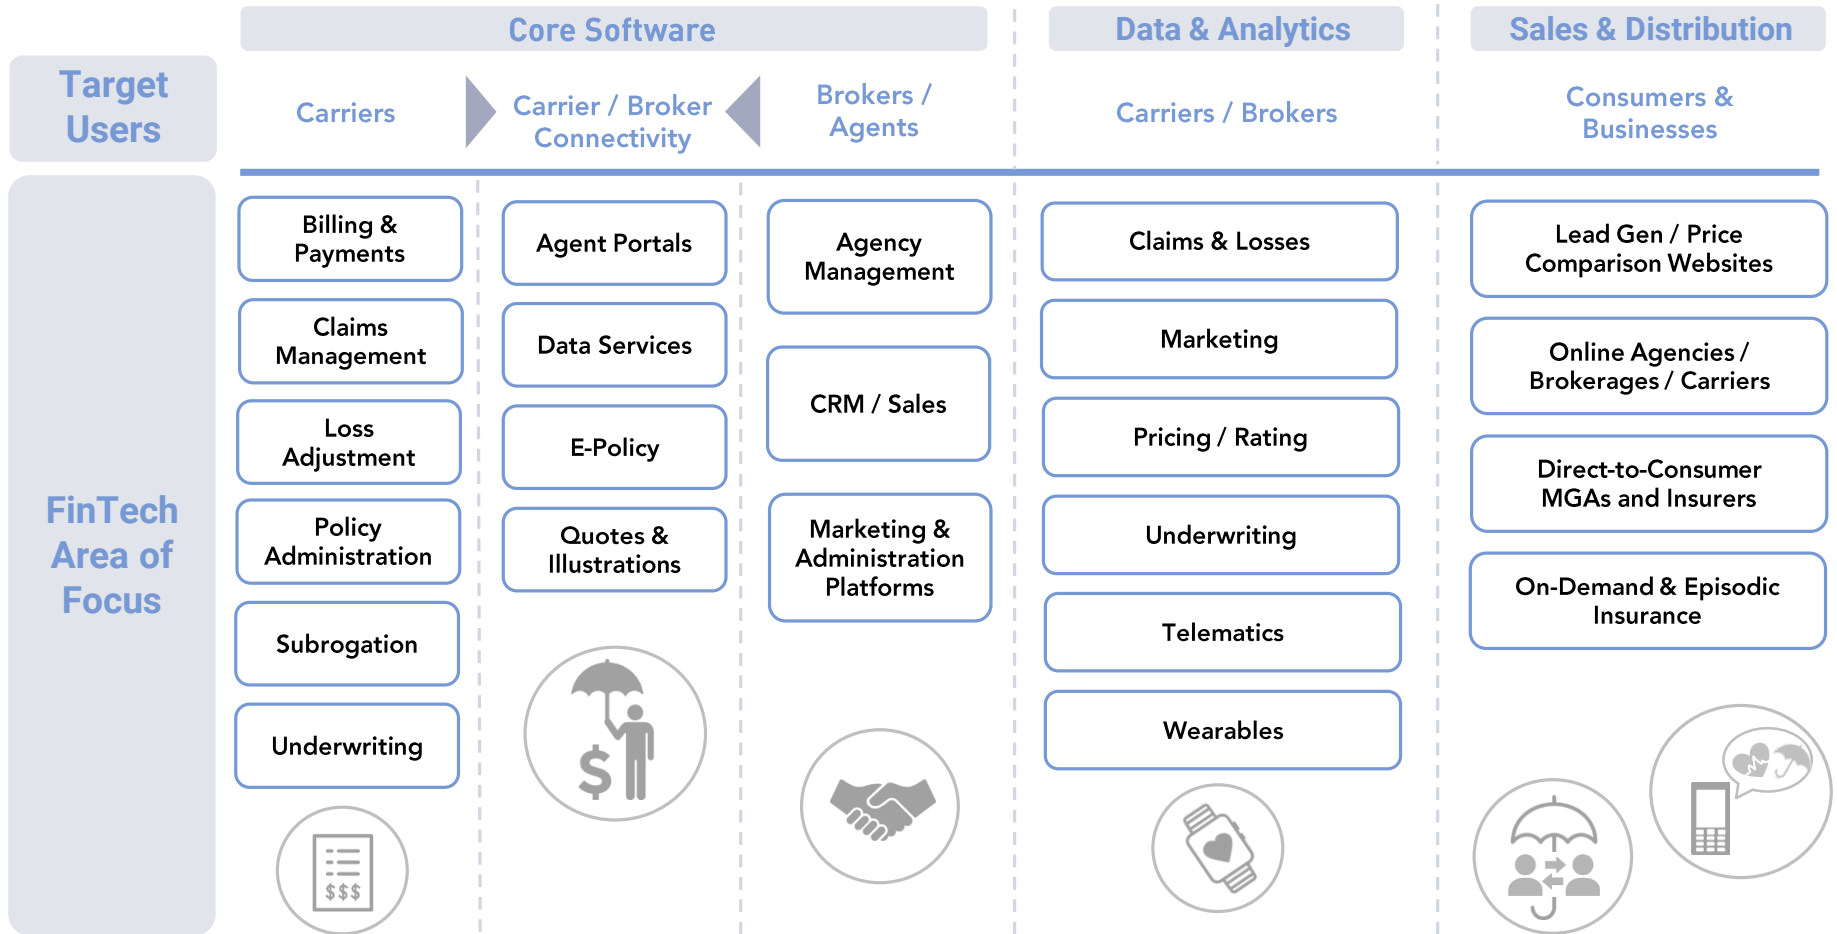 Core Software
Data & Analytics
Sales & Distribution
Target
Users
Carriers
Carrier / Broker
Connectivity
Brokers /
Agents
Carriers / Brokers
Consumers &
Businesses
FinTech
Area of
Focus
Billing &
Payments
Claims
Management
Loss
Adjustment
Policy
Administration
Subrogation
Underwriting
Agent Portals
Data Services
E-Policy
Quotes &
Illustrations
$
Agency
Management
CRM / Sales
Marketing &
Administration
Platforms
Claims & Losses
Marketing
Pricing / Rating
Underwriting
Telematics
Wearables
Lead Gen / Price
Comparison Websites
Online Agencies /
Brokerages / Carriers
Direct-to-Consumer
MGAs and Insurers
On-Demand & Episodic
Insurance
$$$